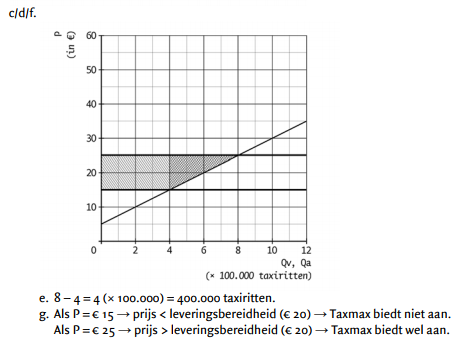 c/d/f.
P
(in €)
60
50
40
30
20
10
0 2 4 6 8 10 12
Qv, Qa
(× 100.000 taxiritten)
e. 8 – 4 = 4 (× 100.000) = 400.000 taxiritten.
g. Als P = € 15 → prijs < leveringsbereidheid (€ 20) → Taxmax biedt niet aan.
Als P = € 25 → prijs > leveringsbereidheid (€ 20) → Taxmax biedt wel aan.